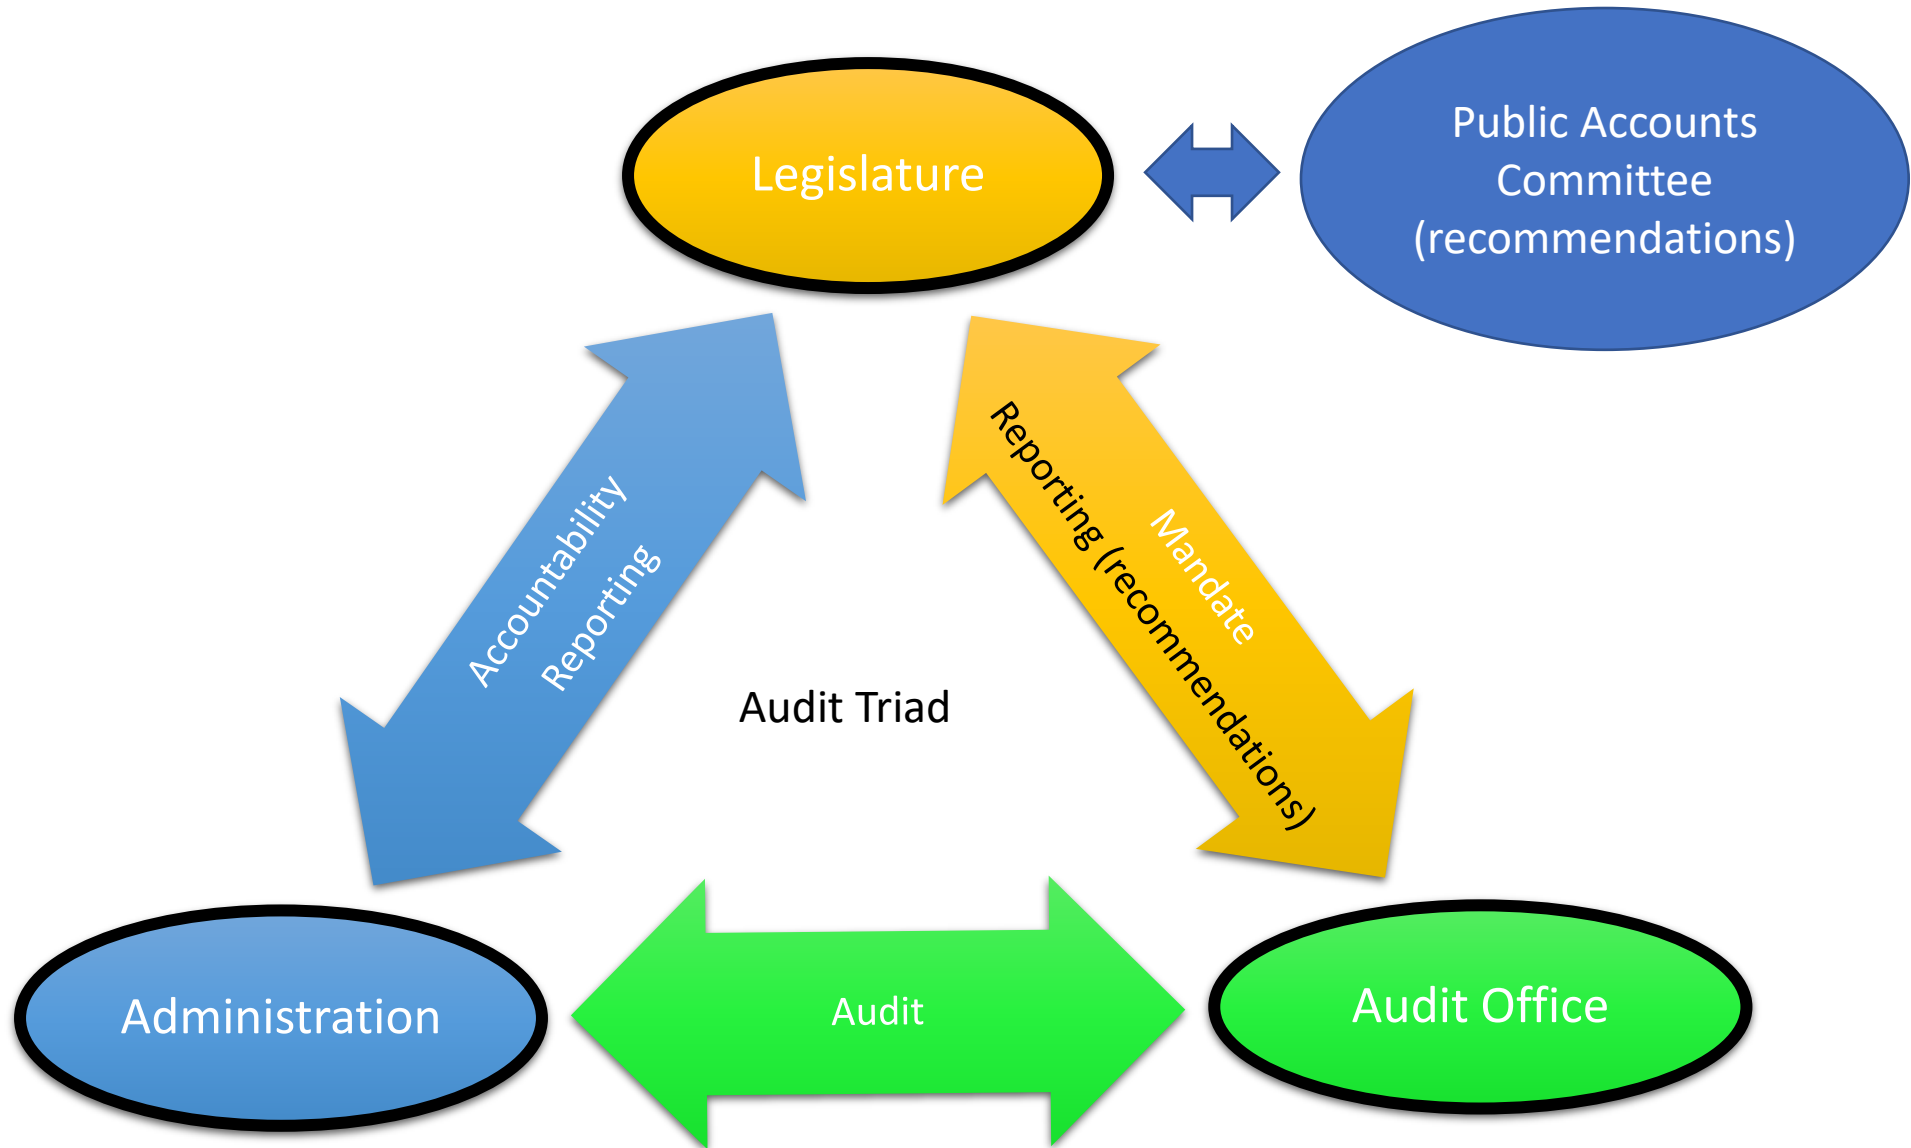 Legislature
Public Accounts
Committee
(recommendations)
Accountability
Reporting
Mandate
Reporting (recommendations)
Audit Triad
Administration
Audit
Audit Office